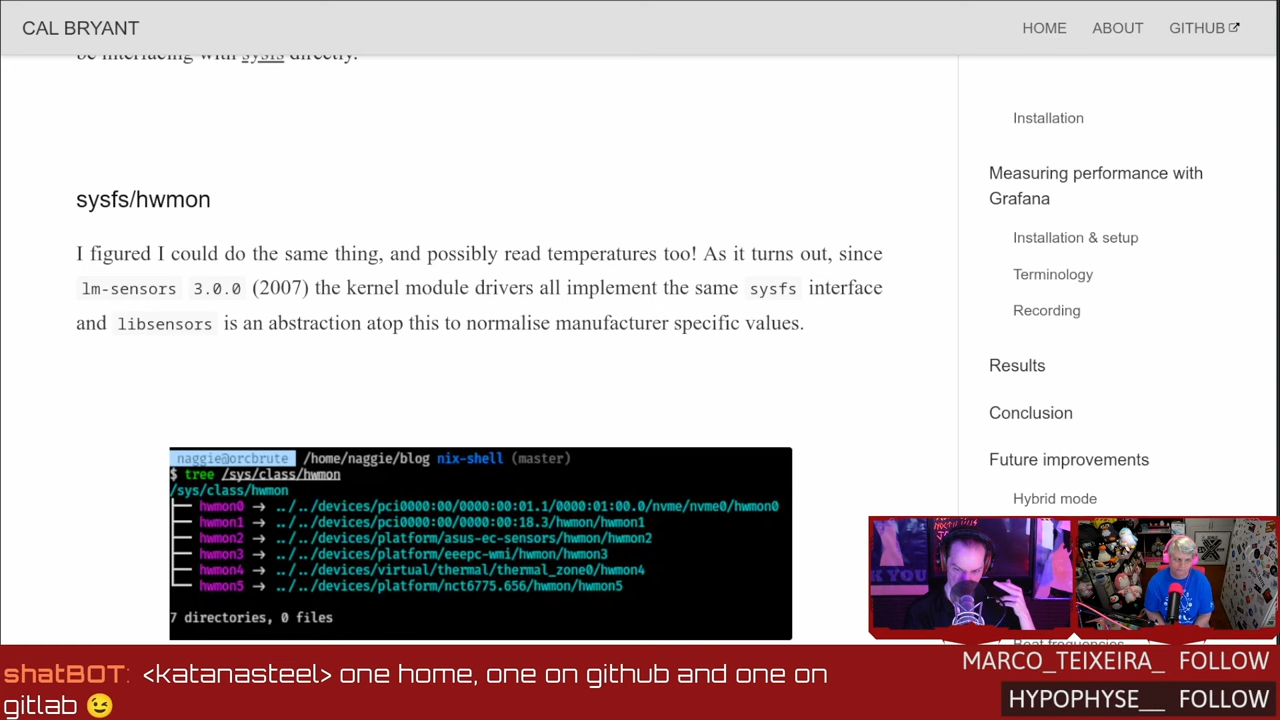 CAL BRYANT
HOME
ABOUT
GITHUB
be interfacing with sysfs directly.
sysfs/hwmon
I figured I could do the same thing, and possibly read temperatures too! As it turns out, since
lm-sensors 3.0.0 (2007) the kernel module drivers all implement the same sysfs interface
and libsensors is an abstraction atop this to normalise manufacturer specific values.
naggie@orcbrute /home/naggie/blog nix-shell (master)
$ tree /sys/class/hwmon
/sys/class/hwmon
├── hwmon0 → ../../devices/pci0000:00/0000:00:01.1/0000:01:00.0/nvme/nvme0/hwmon0
├── hwmon1 → ../../devices/pci0000:00/0000:00:18.3/hwmon/hwmon1
├── hwmon2 → ../../devices/platform/asus-ec-sensors/hwmon/hwmon2
├── hwmon3 → ../../devices/platform/eeepc-wmi/hwmon/hwmon3
├── hwmon4 → ../../devices/virtual/thermal/thermal_zone0/hwmon4
└── hwmon5 → ../../devices/platform/nct6775.656/hwmon/hwmon5
7 directories, 0 files
Installation
Measuring performance with
Grafana
Installation & setup
Terminology
Recording
Results
Conclusion
Future improvements
Hybrid mode
Beat frequencies
shatBOT: <katanasteel> one home, one on github and one on
gitlab 😉
MARCO_TEIXEIRA_ FOLLOW
HYPOPHYSE__ FOLLOW